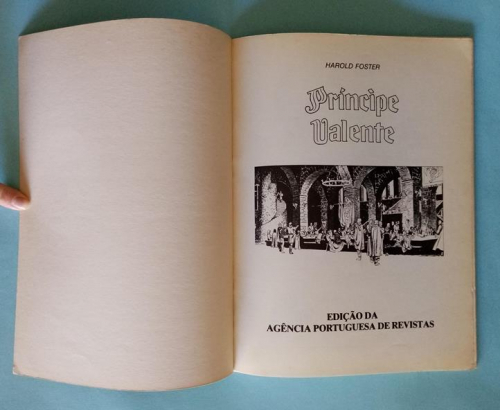 HAROLD FOSTER
Príncipe
Valente
EDIÇÃO DA
AGÊNCIA PORTUGUESA DE REVISTAS